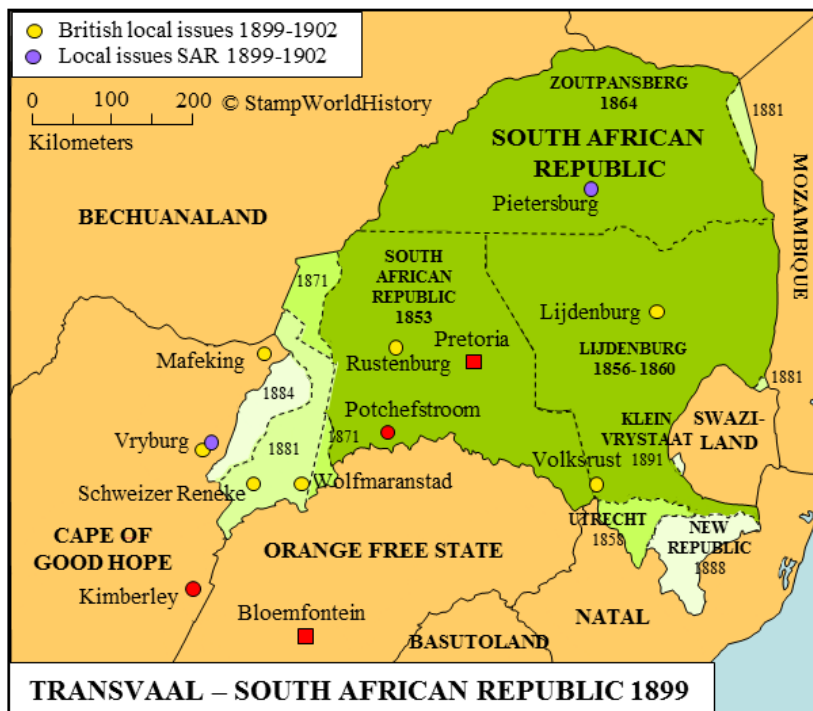 British local issues 1899-1902
Local issues SAR 1899-1902
0 100 200 © StampWorldHistory
Kilometers
ZOUTPANSBERG
1864
1881
SOUTH AFRICAN
REPUBLIC
Pietersburg
MOZAMBIQUE
BECHUANALAND
1871
SOUTH
AFRICAN
REPUBLIC
1853
Lijdenburg
Pretoria
Mafeking
Rustenburg
LIJDENBURG
1856-1860
1884
1881
Potchefstroom
KLEIN
VRYSTAAT
1891
SWAZI-
LAND
Vryburg
1881
1871
Volksrust
Schweizer Reneke
Wolfmaranstad
UTRECHT
1858
NEW
REPUBLIC
1888
CAPE OF
GOOD HOPE
ORANGE FREE STATE
Kimberley
Bloemfontein
BASUTOLAND
NATAL
TRANSVAAL – SOUTH AFRICAN REPUBLIC 1899